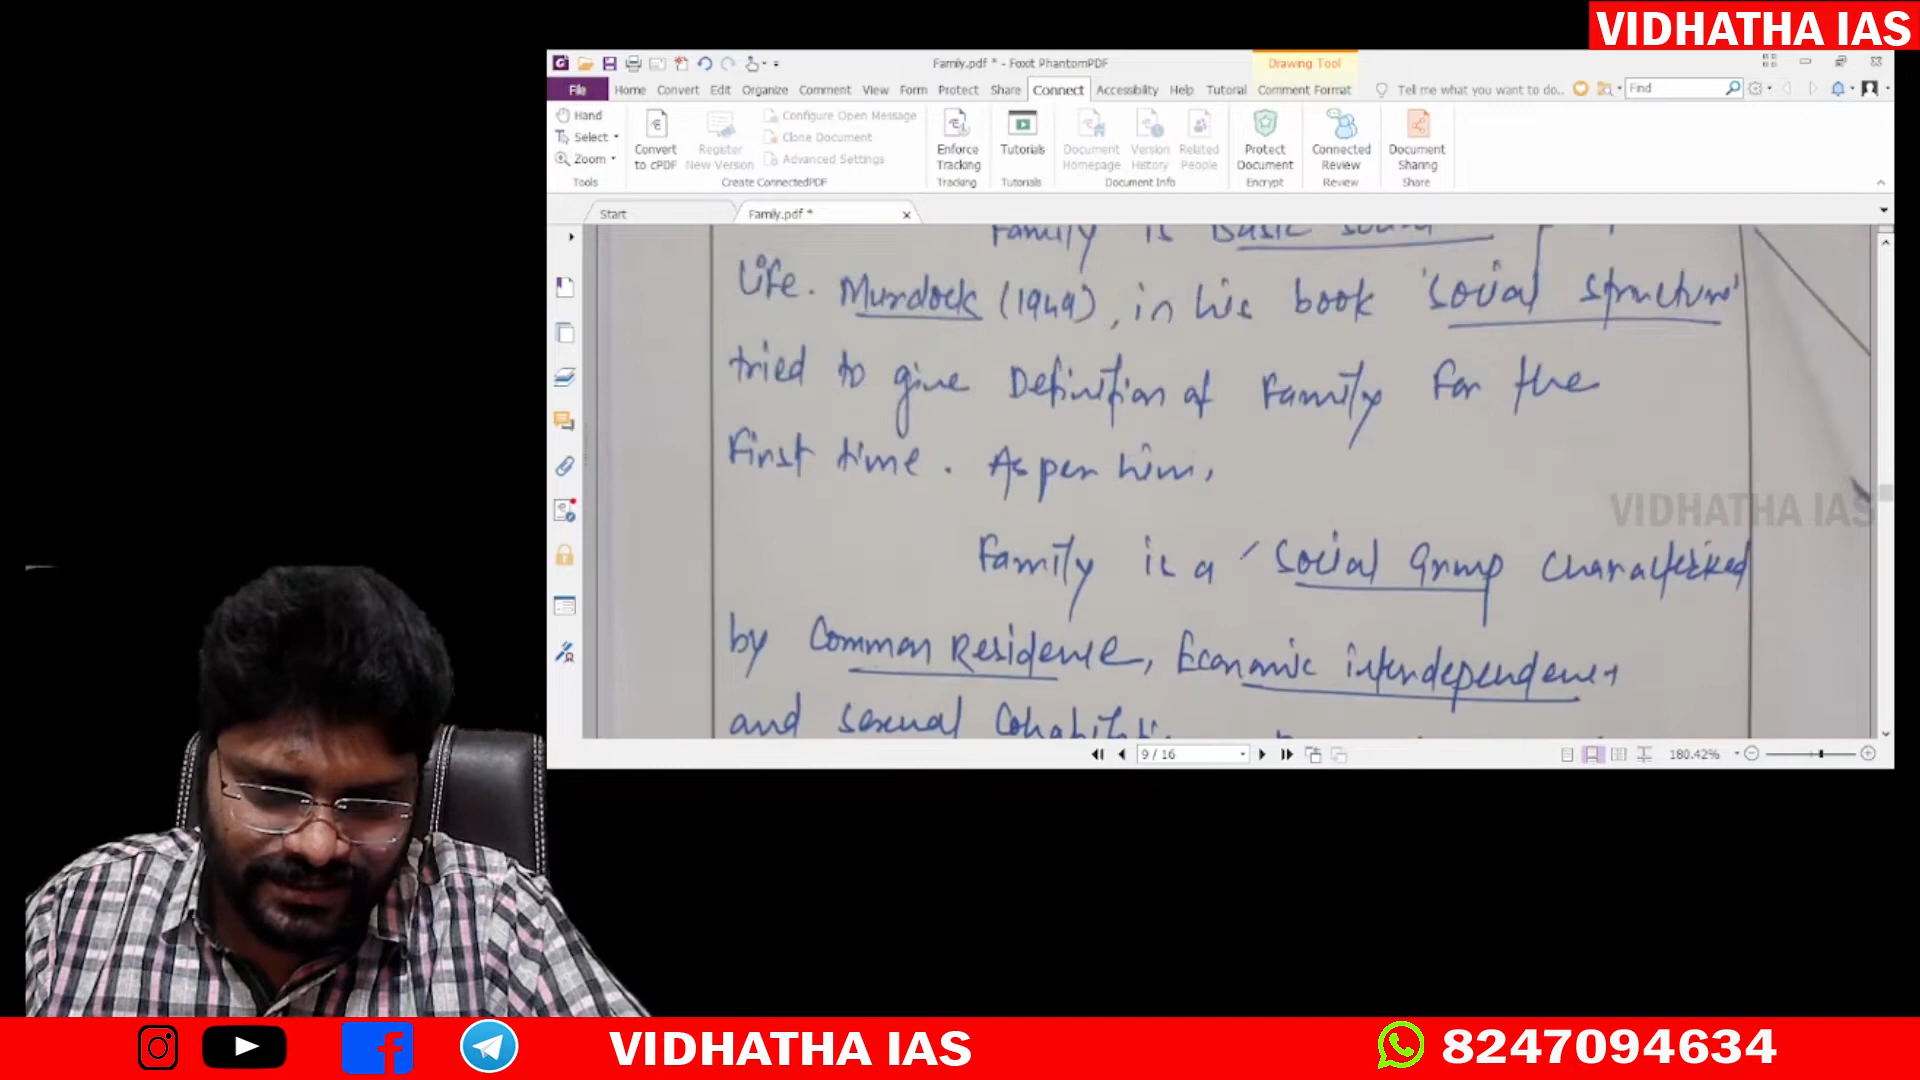 VIDHATHA IAS
Family.pdf * - Foxit PhantomPDF
Drawing Tool
File Home Convert Edit Organize Comment View Form Protect Share Connect Accessibility Help Tutorial Comment Format Tell me what you want to do.. Find
Hand
Select
Zoom
Tools
Convert to cPDF
Register New Version
Configure Open Message
Clone Document
Advanced Settings
Create ConnectedPDF
Enforce Tracking
Tracking
Tutorials
Tutorials
Document Homepage
Version History
Related People
Document Info
Protect Document
Encrypt
Connected Review
Review
Document Sharing
Share
Start
Family.pdf *
Family is Basic
Life. Murdock (1949), in his book 'Social Structure'
tried to give Definition of Family For the
First time. As per him,
VIDHATHA IAS
Family is a 'Social Group characterised
by Common Residence, Economic interdependence
and sexual
9 / 16
180.42%
VIDHATHA IAS
8247094634